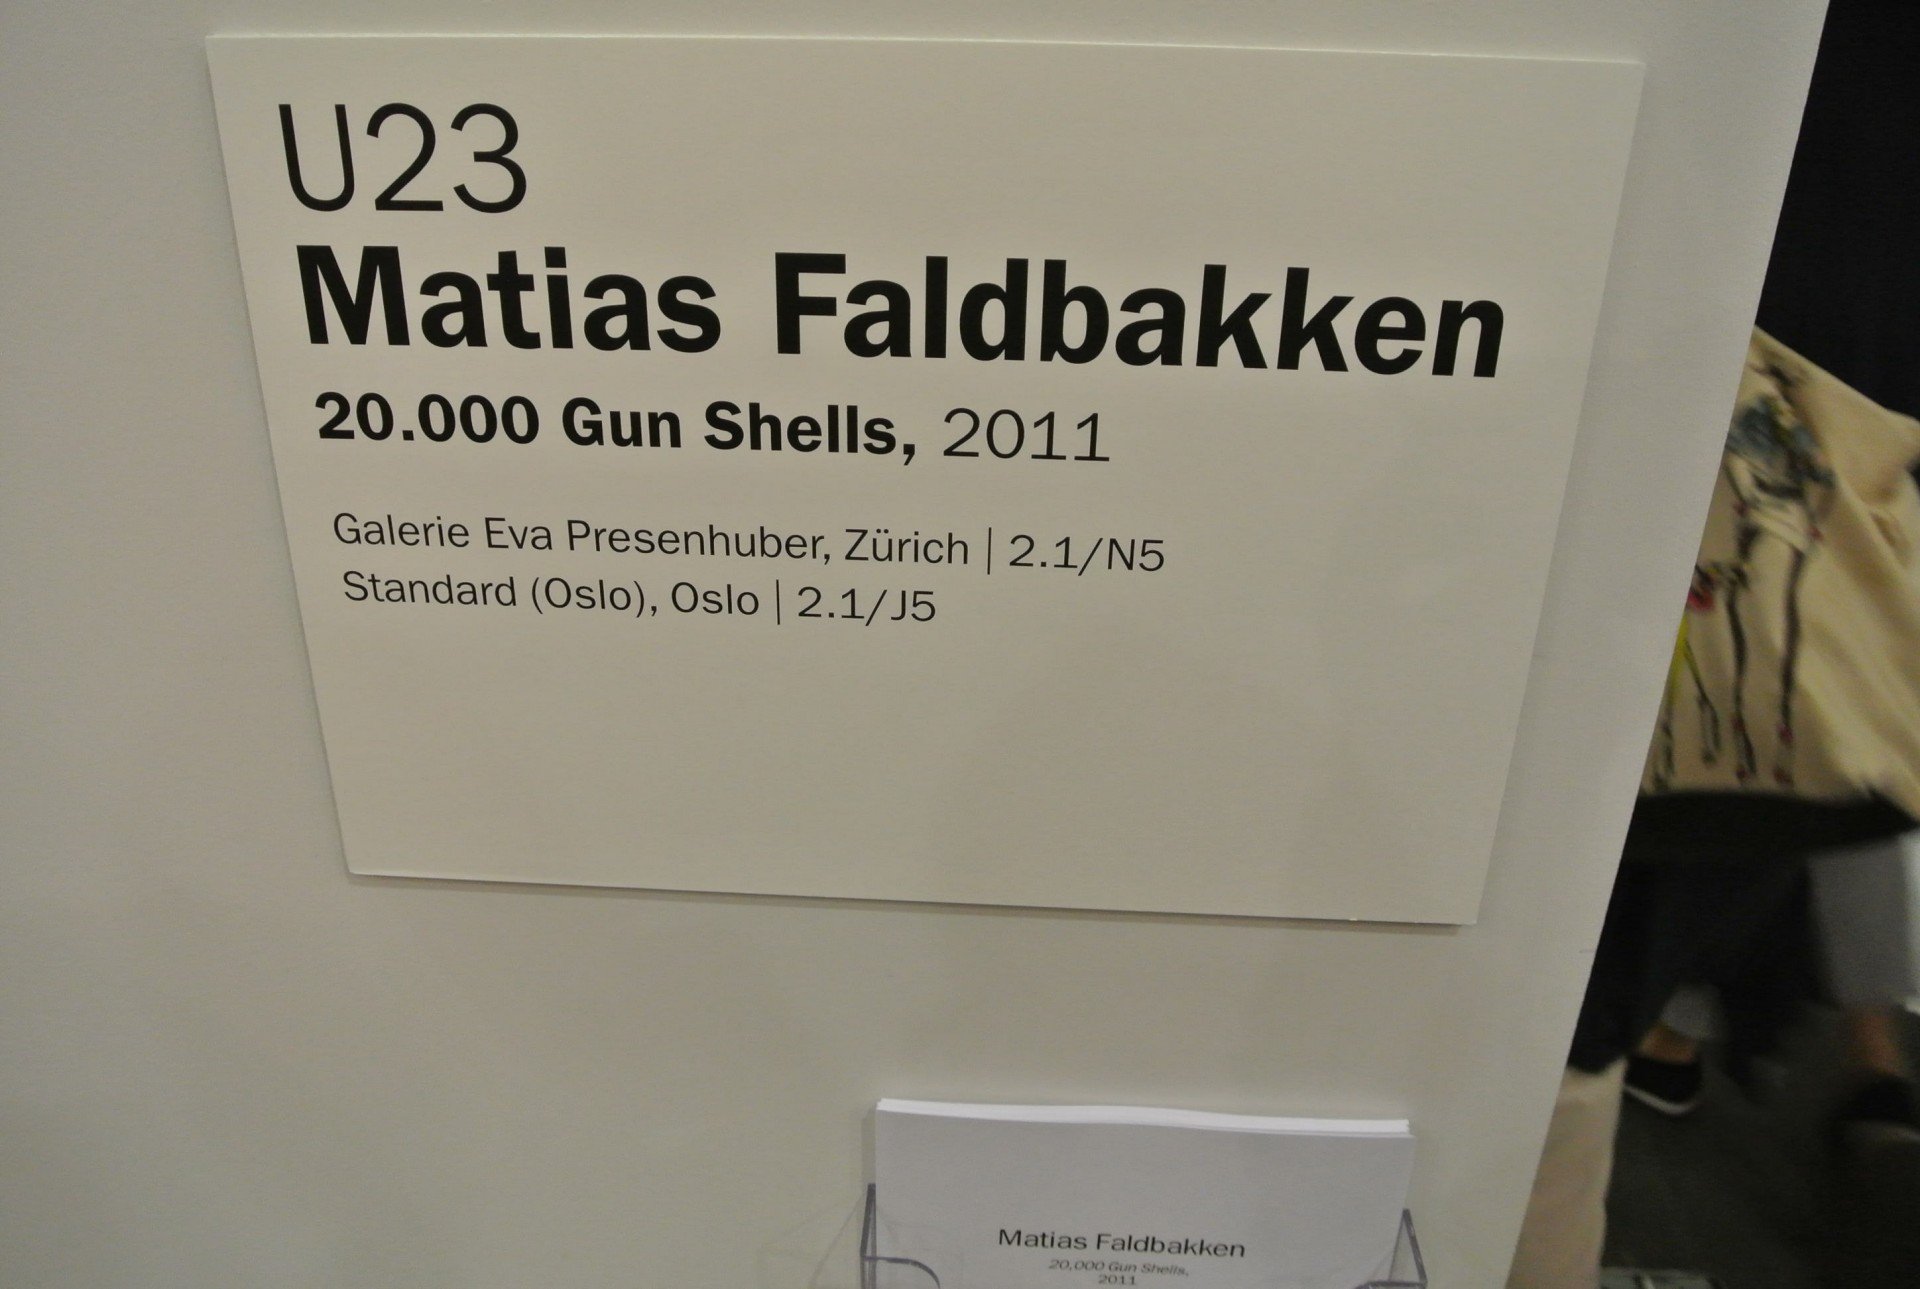 U23
Matias Faldbakken
20.000 Gun Shells, 2011
Galerie Eva Presenhuber, Zürich | 2.1/N5
Standard (Oslo), Oslo | 2.1/J5
Matias Faldbakken
20,000 Gun Shells,
2011